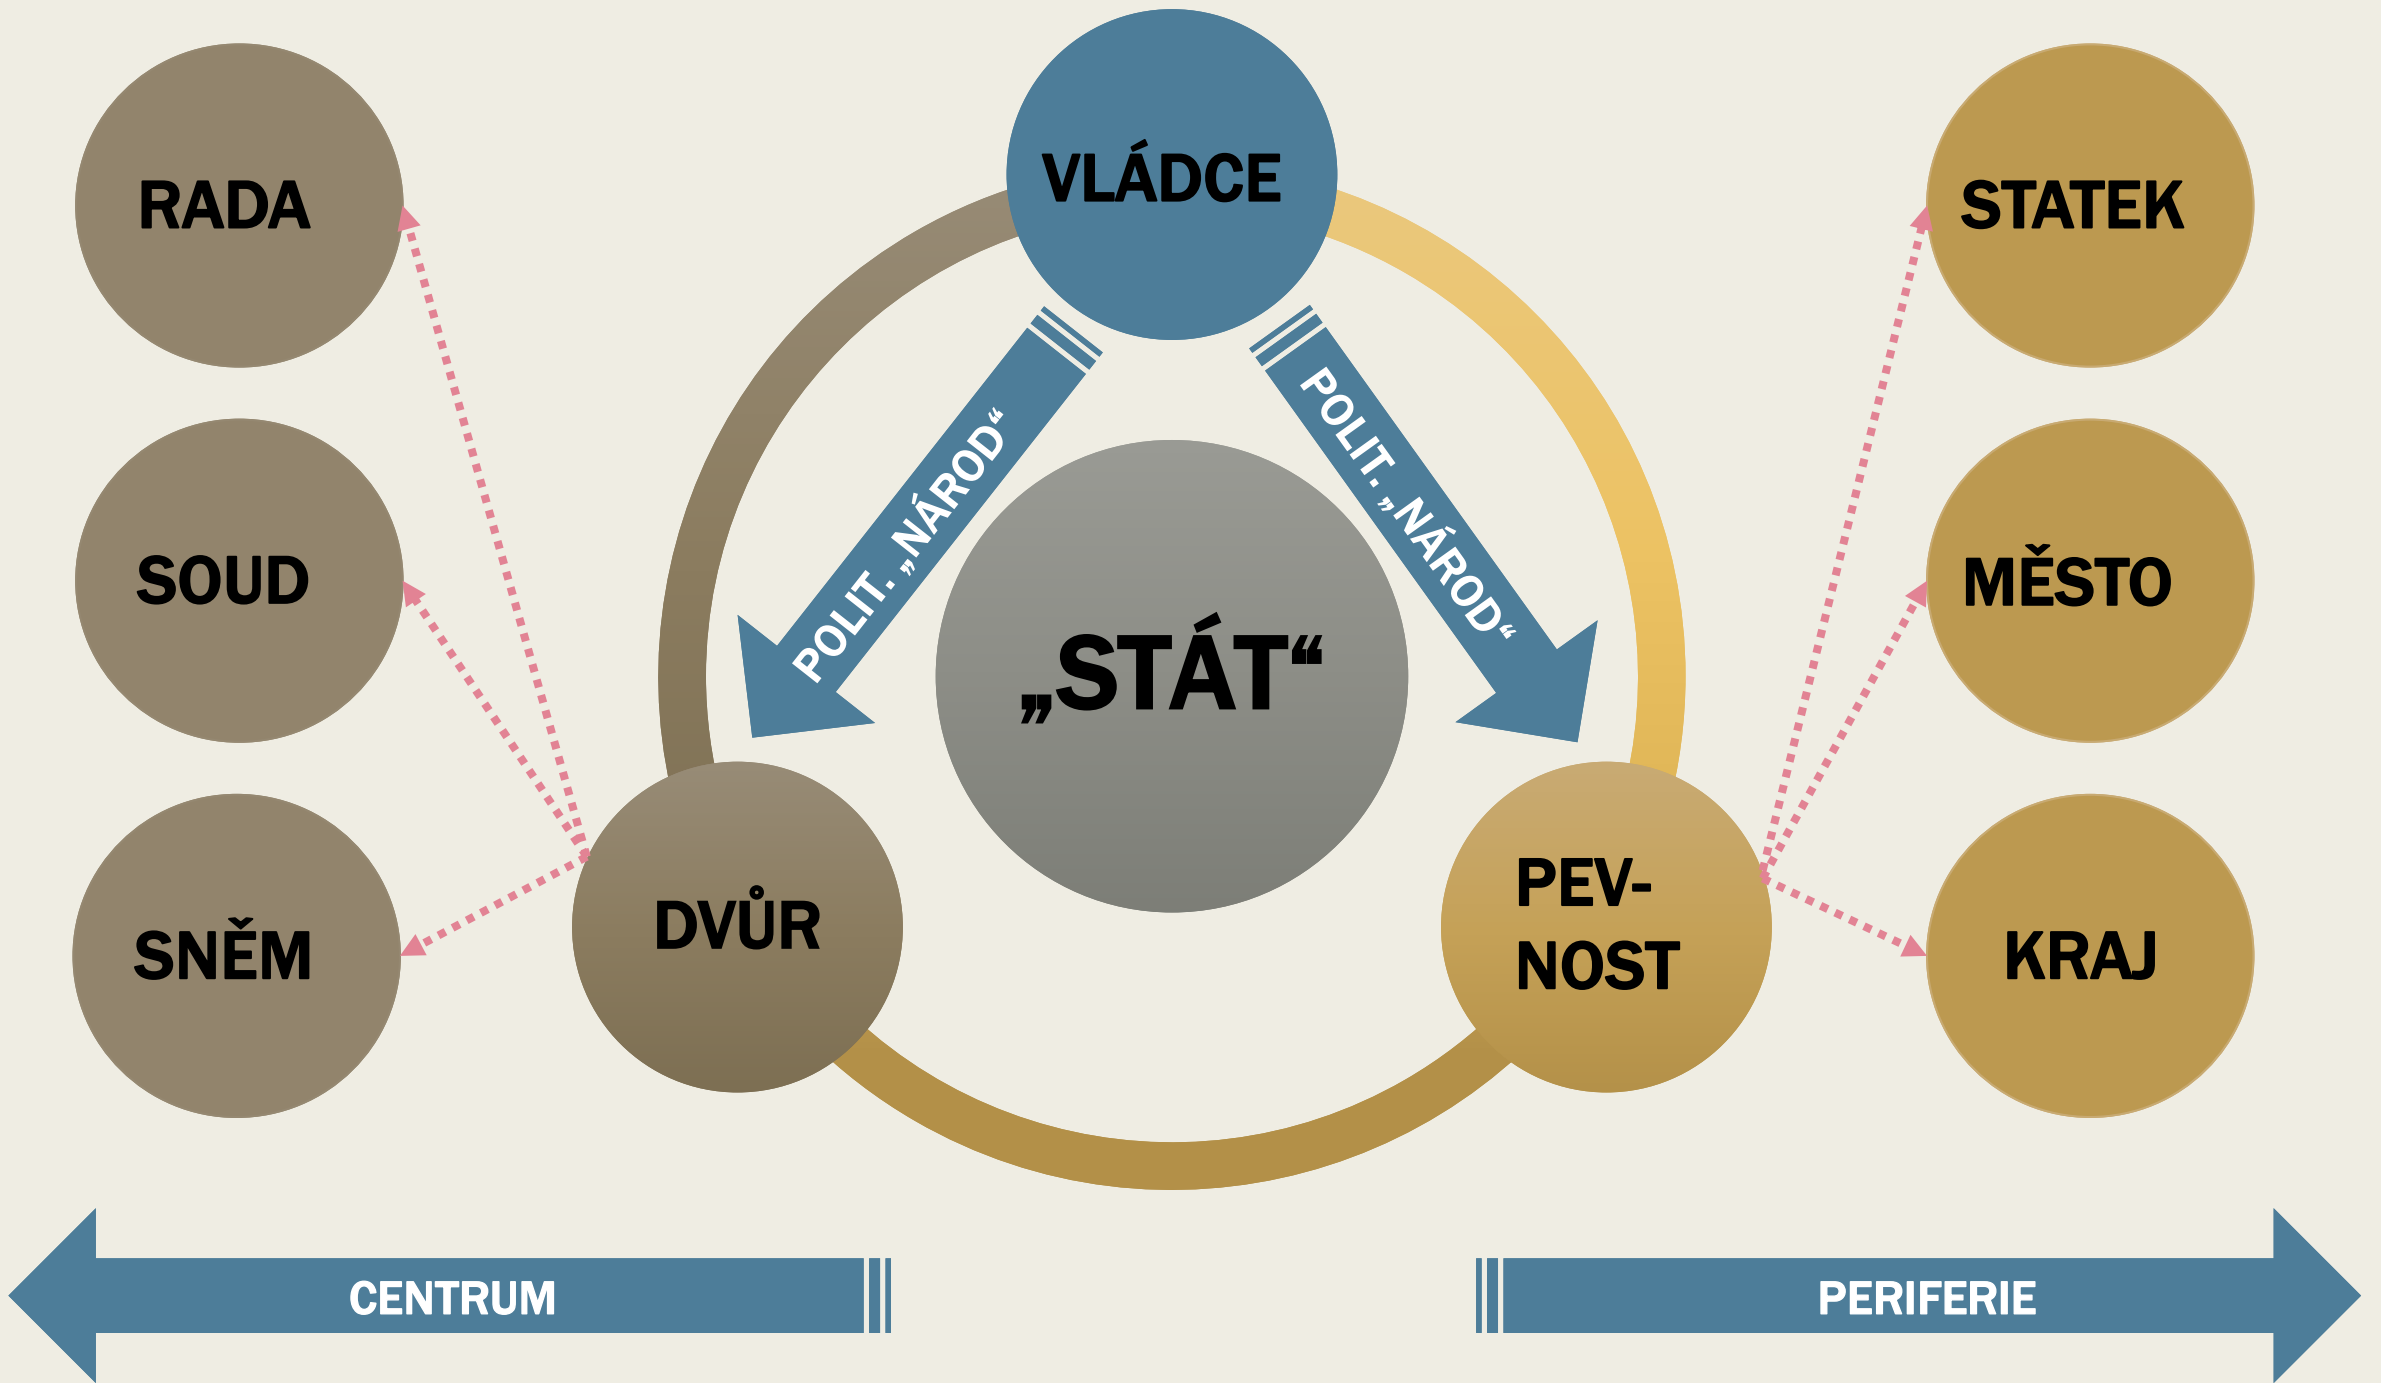 VLÁDCE
RADA
STATEK
POLIT. „NÁROD“
POLIT. „NÁROD“
SOUD
MĚSTO
„STÁT“
SNĚM
DVŮR
PEV-
NOST
KRAJ
CENTRUM
PERIFERIE